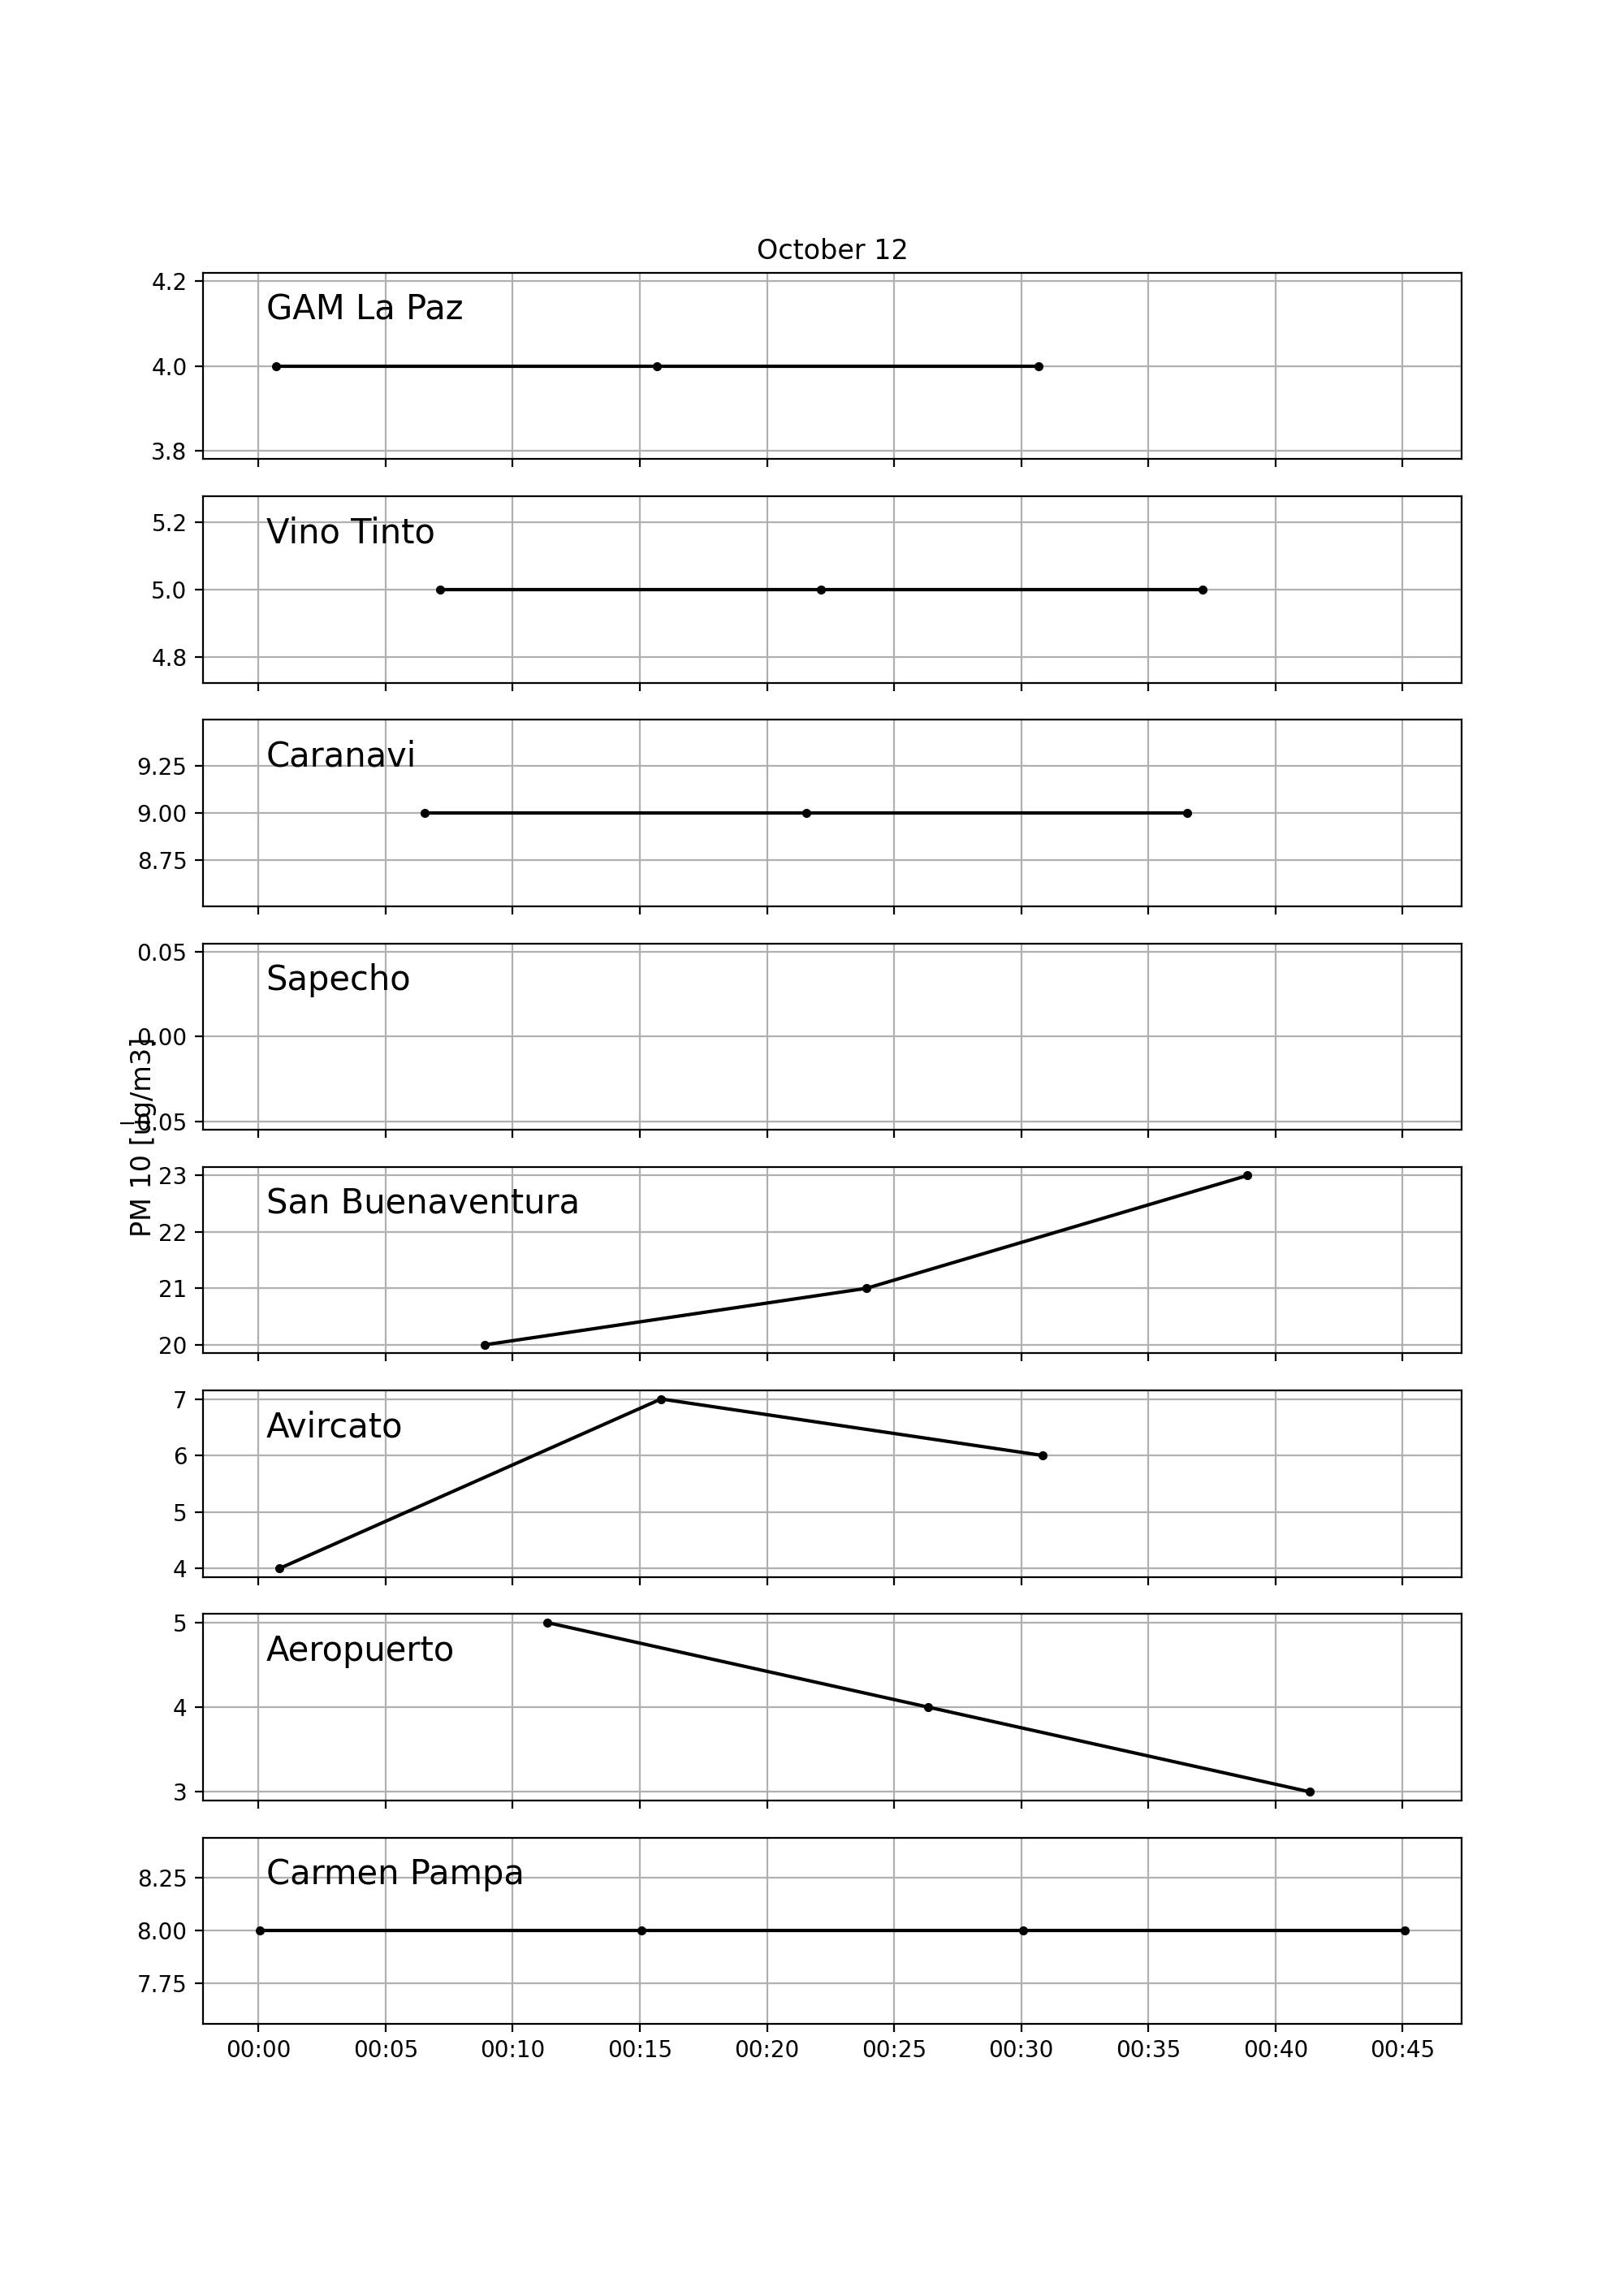 October 12
4.2
GAM La Paz
4.0
3.8
5.2
Vino Tinto
5.0
4.8
9.25
Caranavi
9.00
8.75
0.05
Sapecho
0.00
−0.05
PM 10 [ug/m3]
23
San Buenaventura
22
21
20
7
Avircato
6
5
4
5
Aeropuerto
4
3
8.25
Carmen Pampa
8.00
7.75
00:00 00:05 00:10 00:15 00:20 00:25 00:30 00:35 00:40 00:45